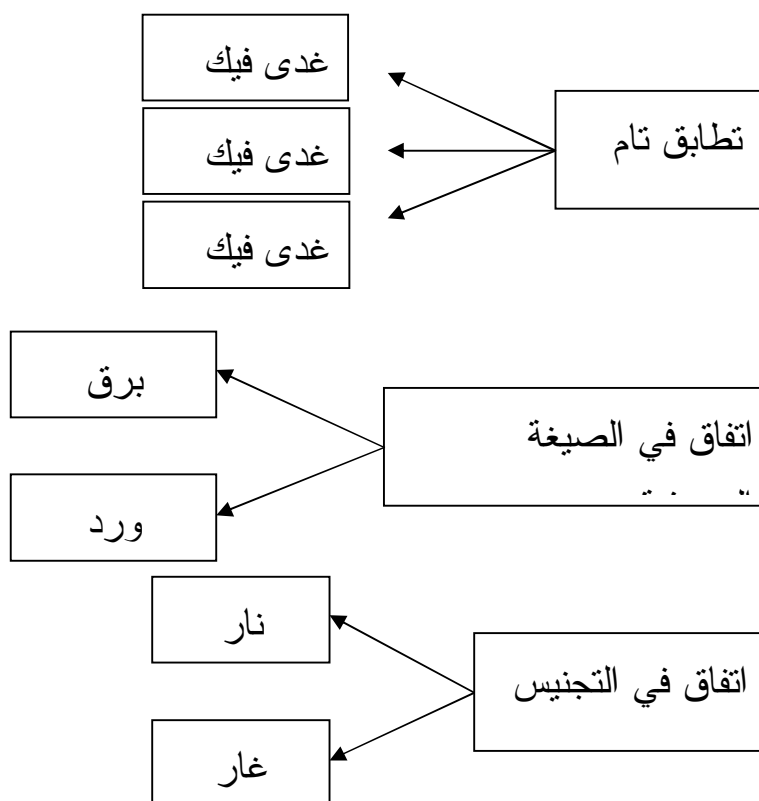 تطابق تام
غدى فيك
غدى فيك
غدى فيك
اتفاق في الصيغة
برق
ورد
اتفاق في التجنيس
نار
غار